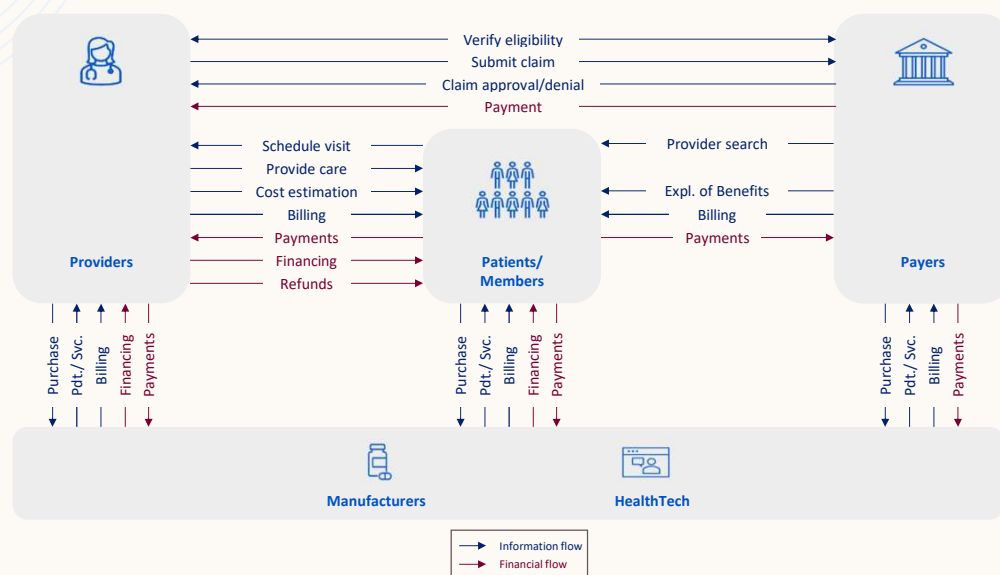 Verify eligibility
Submit claim
Claim approval/denial
Payment
Schedule visit
Provide care
Cost estimation
Billing
Payments
Financing
Refunds
Provider search
Expl. of Benefits
Billing
Payments
Providers
Patients/
Members
Payers
Purchase
Pdt./ Svc.
Billing
Financing
Payments
Purchase
Pdt./ Svc.
Billing
Financing
Payments
Purchase
Pdt./ Svc.
Billing
Payments
Manufacturers
HealthTech
Information flow
Financial flow